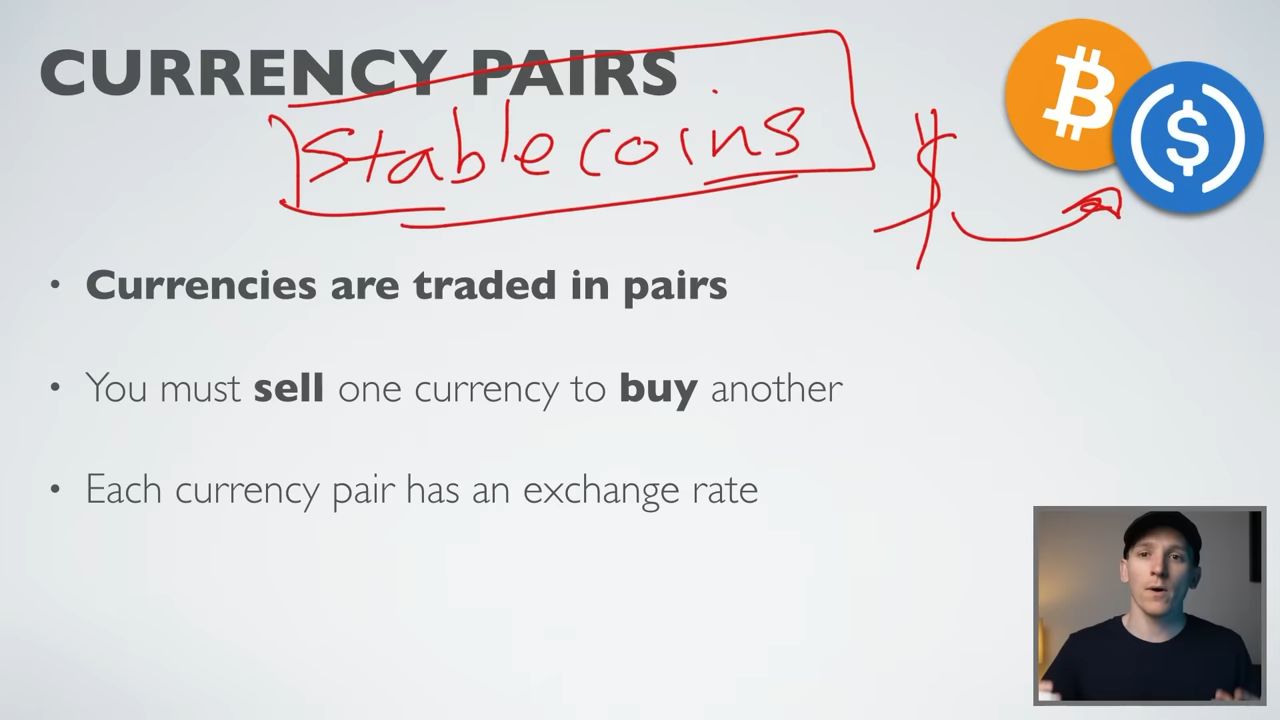 CURRENCY PAIRS
stablecoins
$
• Currencies are traded in pairs
• You must sell one currency to buy another
• Each currency pair has an exchange rate